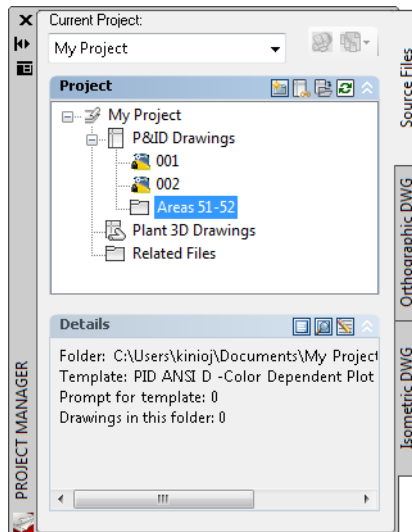 Current Project:
My Project
Project
My Project
P&ID Drawings
001
002
Areas 51-52
Plant 3D Drawings
Related Files
Details
Folder: C:\Users\kinioj\Documents\My Project
Template: PID ANSI D -Color Dependent Plot
Prompt for template: 0
Drawings in this folder: 0
PROJECT MANAGER
Source Files
Orthographic DWG
Isometric DWG